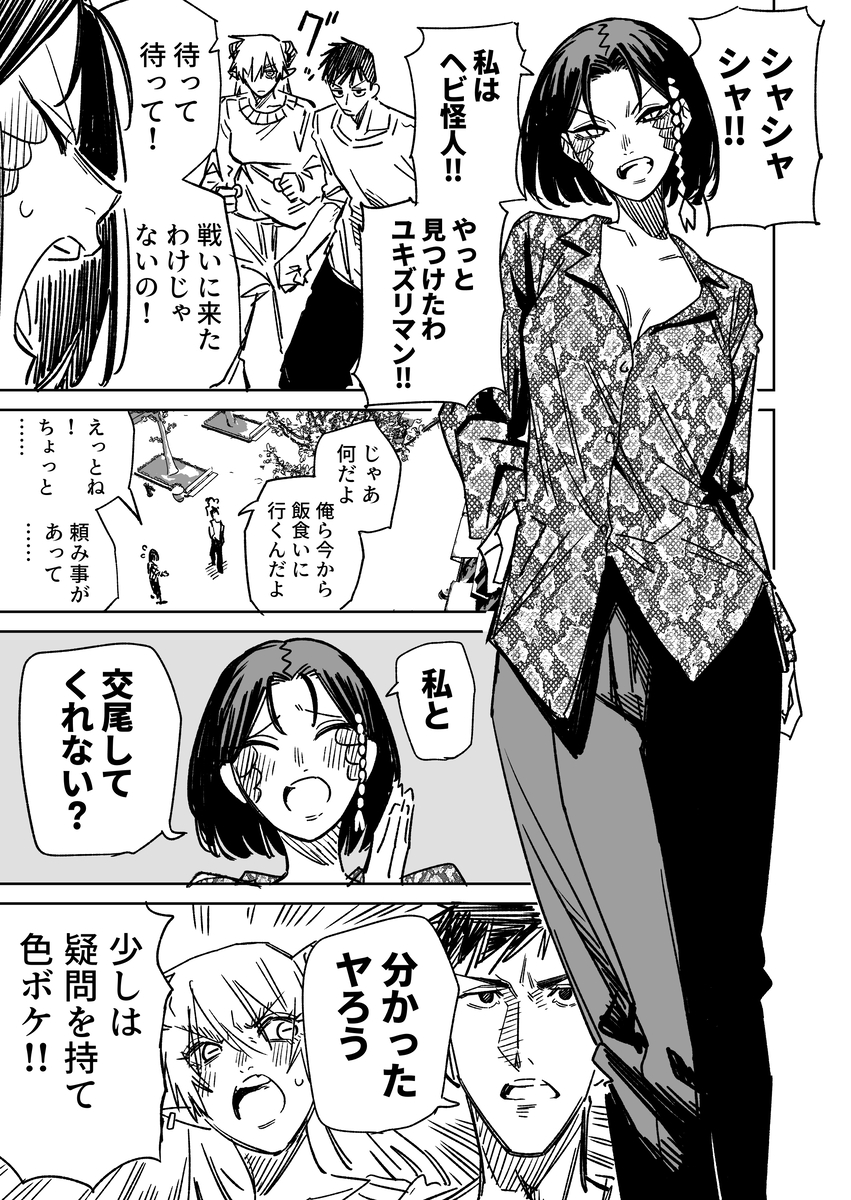 シャシャ
シャ!!
私は
ヘビ怪人!!
やっと
見つけたわ
ユキズリマン!!
グッ
待って
待って!
戦いに来た
わけじゃ
ないの!
じゃあ
何だよ
俺ら今から
飯食いに
行くんだよ
えっとね
!
ちょっと
……
頼み事が
あって
……
私と
交尾して
くれない?
分かった
ヤろう
少しは
疑問を持て
色ボケ!!